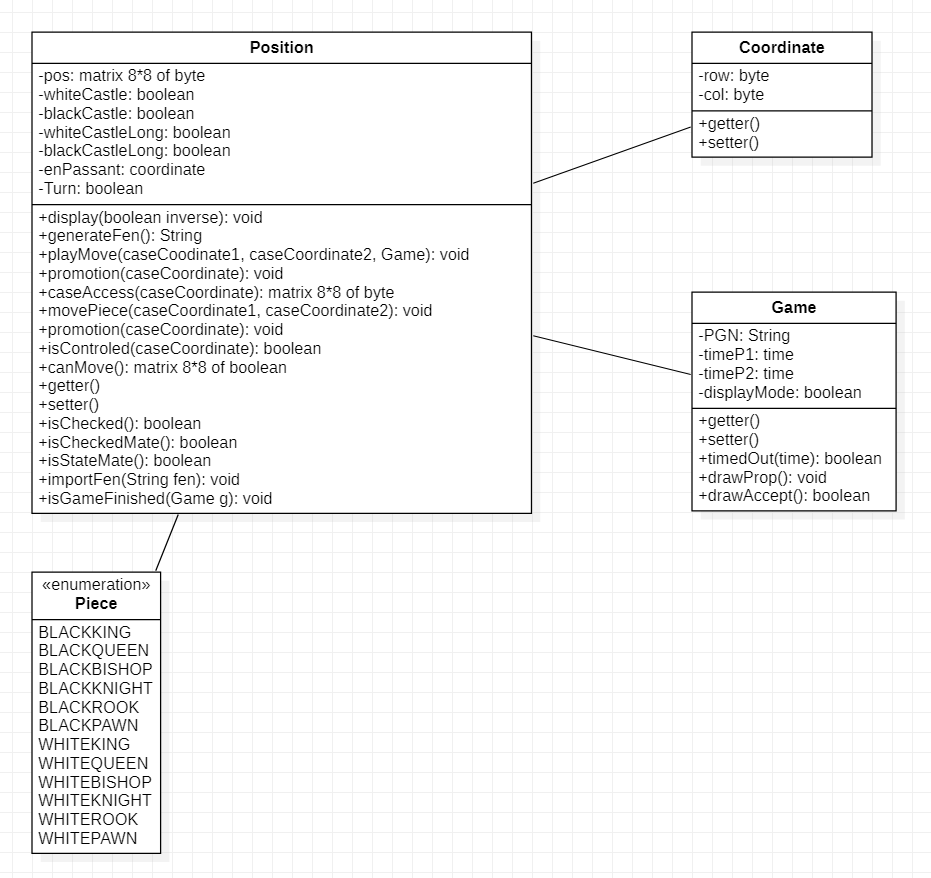 Position
-pos: matrix 8*8 of byte
-whiteCastle: boolean
-blackCastle: boolean
-whiteCastleLong: boolean
-blackCastleLong: boolean
-enPassant: coordinate
-Turn: boolean
+display(boolean inverse): void
+generateFen(): String
+playMove(caseCoodinate1, caseCoordinate2, Game): void
+promotion(caseCoordinate): void
+caseAccess(caseCoordinate): matrix 8*8 of byte
+movePiece(caseCoordinate1, caseCoordinate2): void
+promotion(caseCoordinate): void
+isControled(caseCoordinate): boolean
+canMove(): matrix 8*8 of boolean
+getter()
+setter()
+isChecked(): boolean
+isCheckedMate(): boolean
+isStateMate(): boolean
+importFen(String fen): void
+isGameFinished(Game g): void
Coordinate
-row: byte
-col: byte
+getter()
+setter()
Game
-PGN: String
-timeP1: time
-timeP2: time
-displayMode: boolean
+getter()
+setter()
+timedOut(time): boolean
+drawProp(): void
+drawAccept(): boolean
«enumeration»
Piece
BLACKKING
BLACKQUEEN
BLACKBISHOP
BLACKKNIGHT
BLACKROOK
BLACKPAWN
WHITEKING
WHITEQUEEN
WHITEBISHOP
WHITEKNIGHT
WHITEROOK
WHITEPAWN